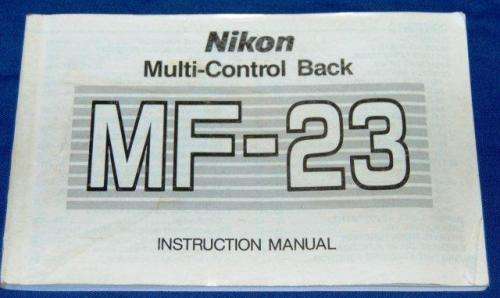 Nikon
Multi-Control Back
MF-23
INSTRUCTION MANUAL